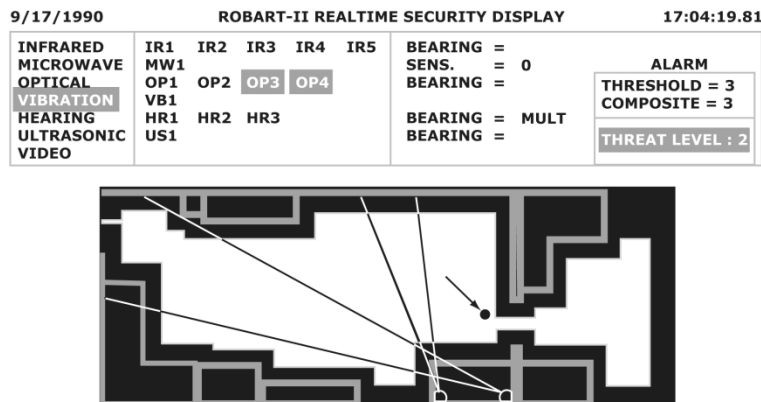 9/17/1990 ROBART-II REALTIME SECURITY DISPLAY 17:04:19.81
INFRARED IR1 IR2 IR3 IR4 IR5 BEARING =
MICROWAVE MW1 SENS. = 0 ALARM
OPTICAL OP1 OP2 OP3 OP4 BEARING = THRESHOLD = 3
VIBRATION VB1 COMPOSITE = 3
HEARING HR1 HR2 HR3 BEARING = MULT
ULTRASONIC US1 BEARING = THREAT LEVEL : 2
VIDEO